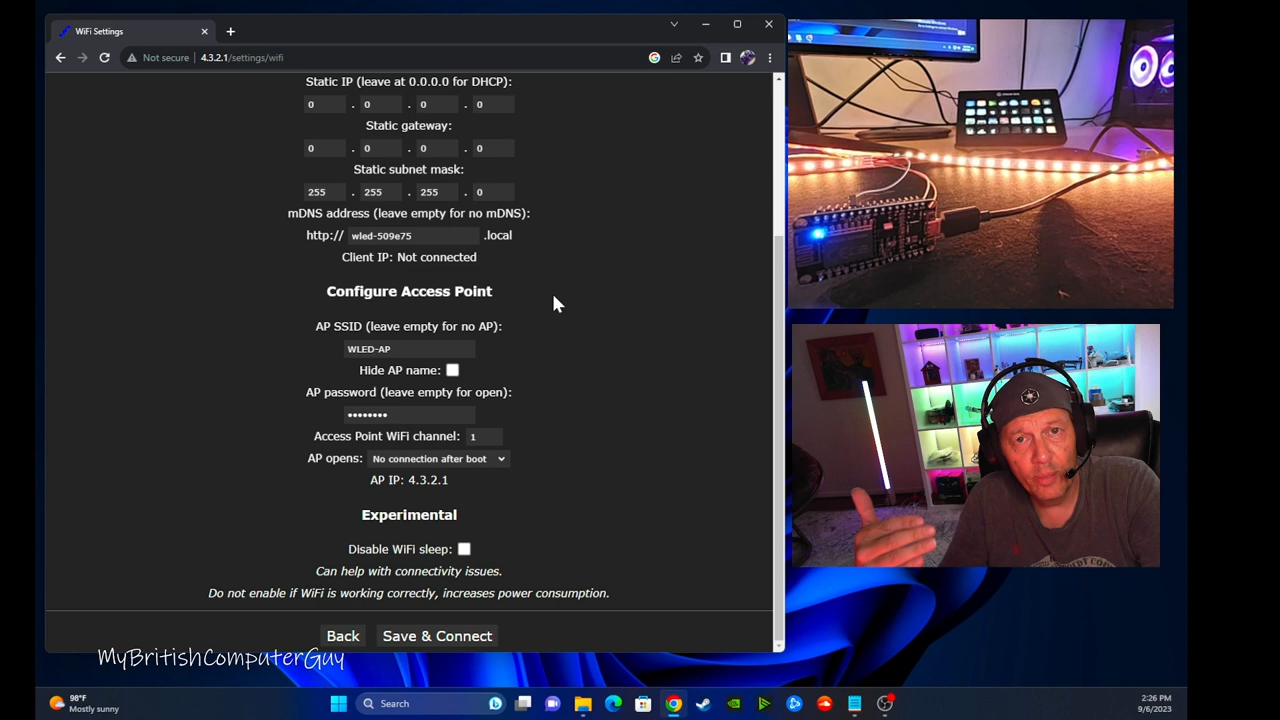 WiFi Settings
Not secure 4.3.2.1/settings/wifi
Static IP (leave at 0.0.0.0 for DHCP):
0 . 0 . 0 . 0
Static gateway:
0 . 0 . 0 . 0
Static subnet mask:
255 . 255 . 255 . 0
mDNS address (leave empty for no mDNS):
http:// wled-509e75 .local
Client IP: Not connected
Configure Access Point
AP SSID (leave empty for no AP):
WLED-AP
Hide AP name:
AP password (leave empty for open):
••••••••
Access Point WiFi channel: 1
AP opens: No connection after boot
AP IP: 4.3.2.1
Experimental
Disable WiFi sleep:
Can help with connectivity issues.
Do not enable if WiFi is working correctly, increases power consumption.
Back Save & Connect
MyBritishComputerGuy
98°F
Mostly sunny
Search
2:26 PM
9/6/2023